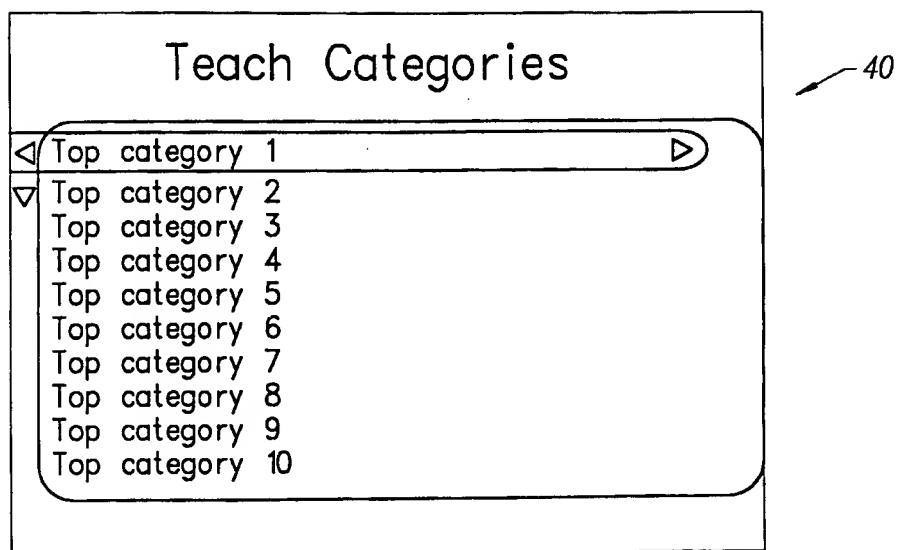 Teach Categories
40
Top category 1
Top category 2
Top category 3
Top category 4
Top category 5
Top category 6
Top category 7
Top category 8
Top category 9
Top category 10